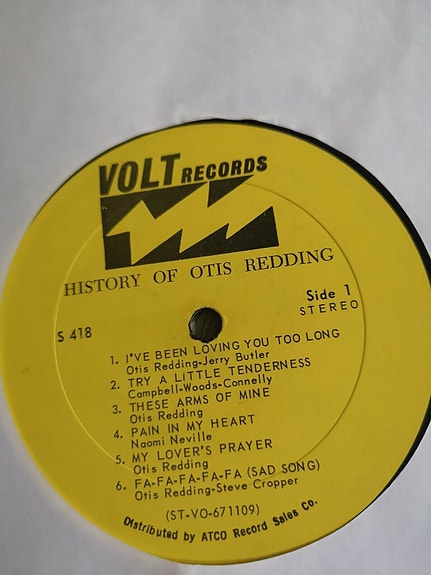 VOLT RECORDS
HISTORY OF OTIS REDDING
Side 1
S 418
STEREO
1. I'VE BEEN LOVING YOU TOO LONG
Otis Redding-Jerry Butler
2. TRY A LITTLE TENDERNESS
Campbell-Woods-Connelly
3. THESE ARMS OF MINE
Otis Redding
4. PAIN IN MY HEART
Naomi Neville
5. MY LOVER'S PRAYER
Otis Redding
6. FA-FA-FA-FA-FA (SAD SONG)
Otis Redding-Steve Cropper
(ST-VO-671109)
Distributed by ATCO Record Sales Co.